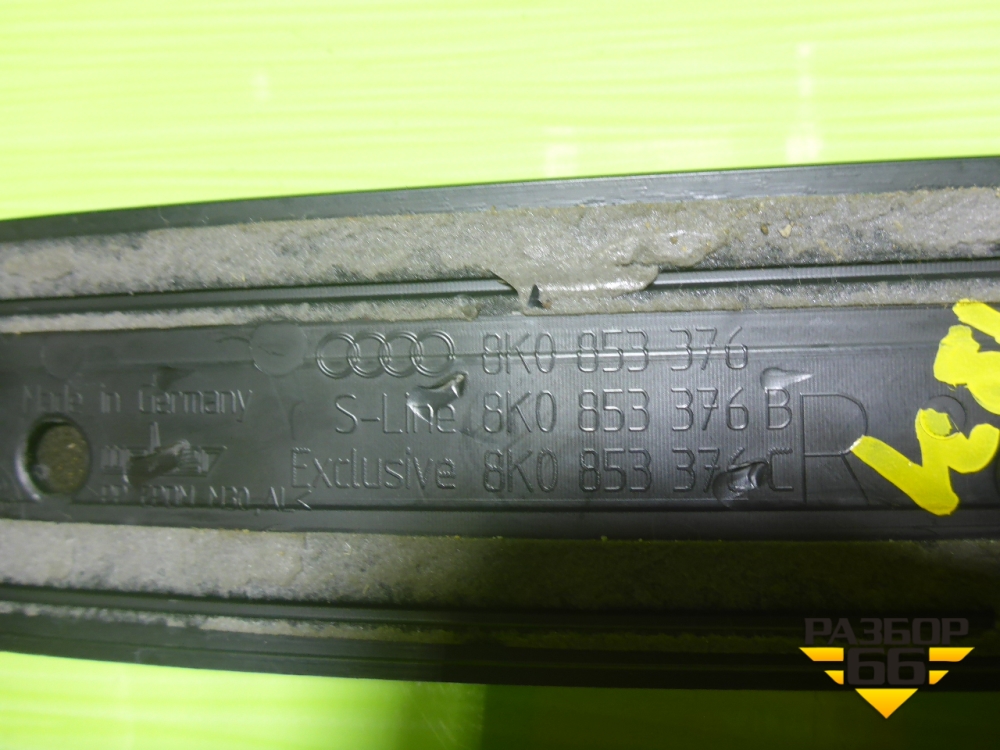 8K0 853 376
Made in Germany
S-Line 8K0 853 376 B
R
Exclusive 8K0 853 376 C
РАЗБОР
66